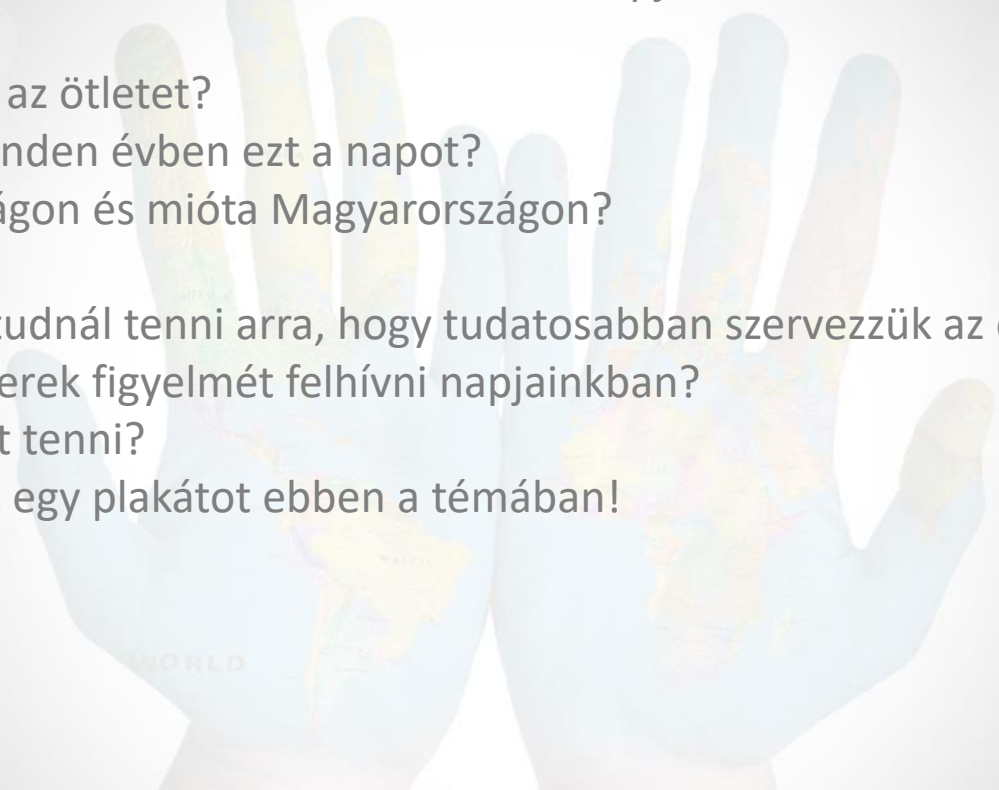 az ötletet?
nden évben ezt a napot?
ágon és mióta Magyarországon?
tudnál tenni arra, hogy tudatosabban szervezzük az
erek figyelmét felhívni napjainkban?
t tenni?
egy plakátot ebben a témában!
WORLD